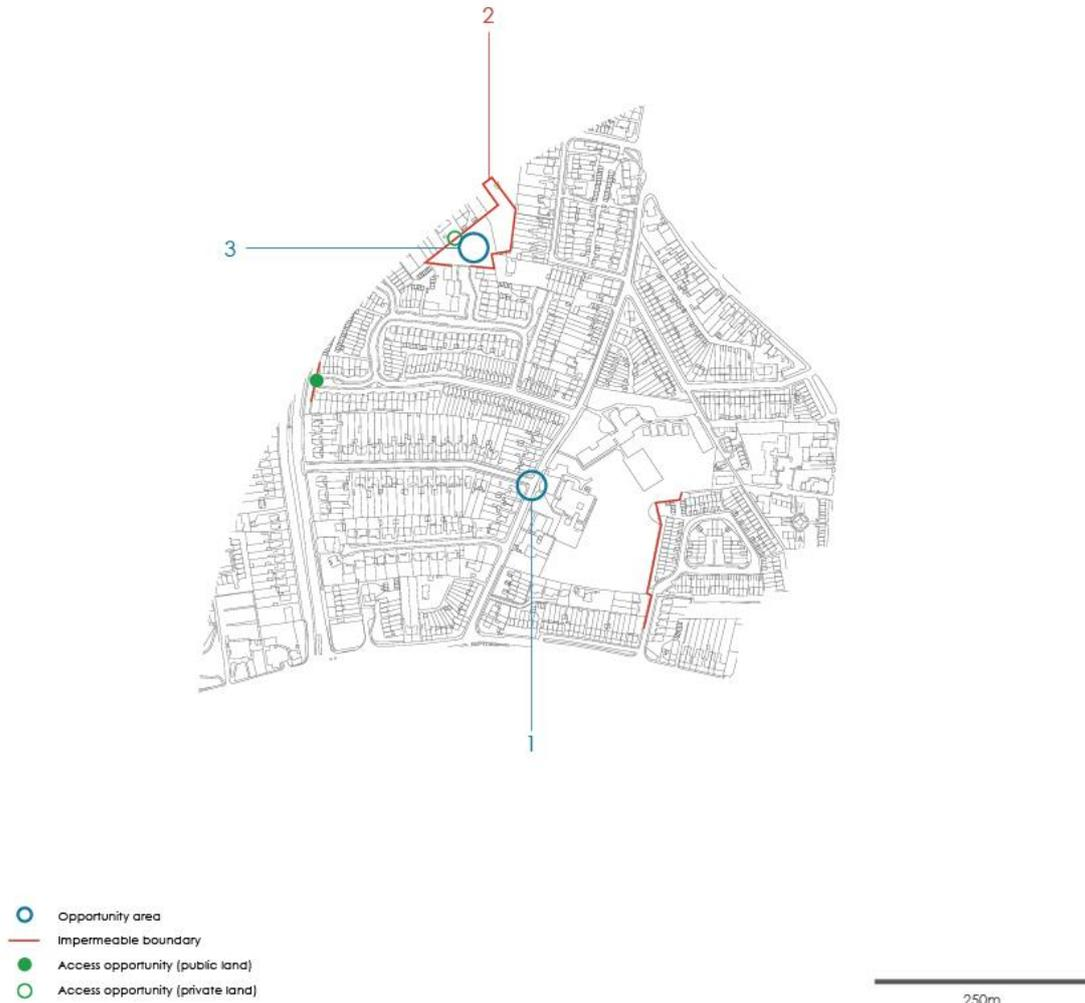 2
3
1
Opportunity area
Impermeable boundary
Access opportunity (public land)
Access opportunity (private land)
250m